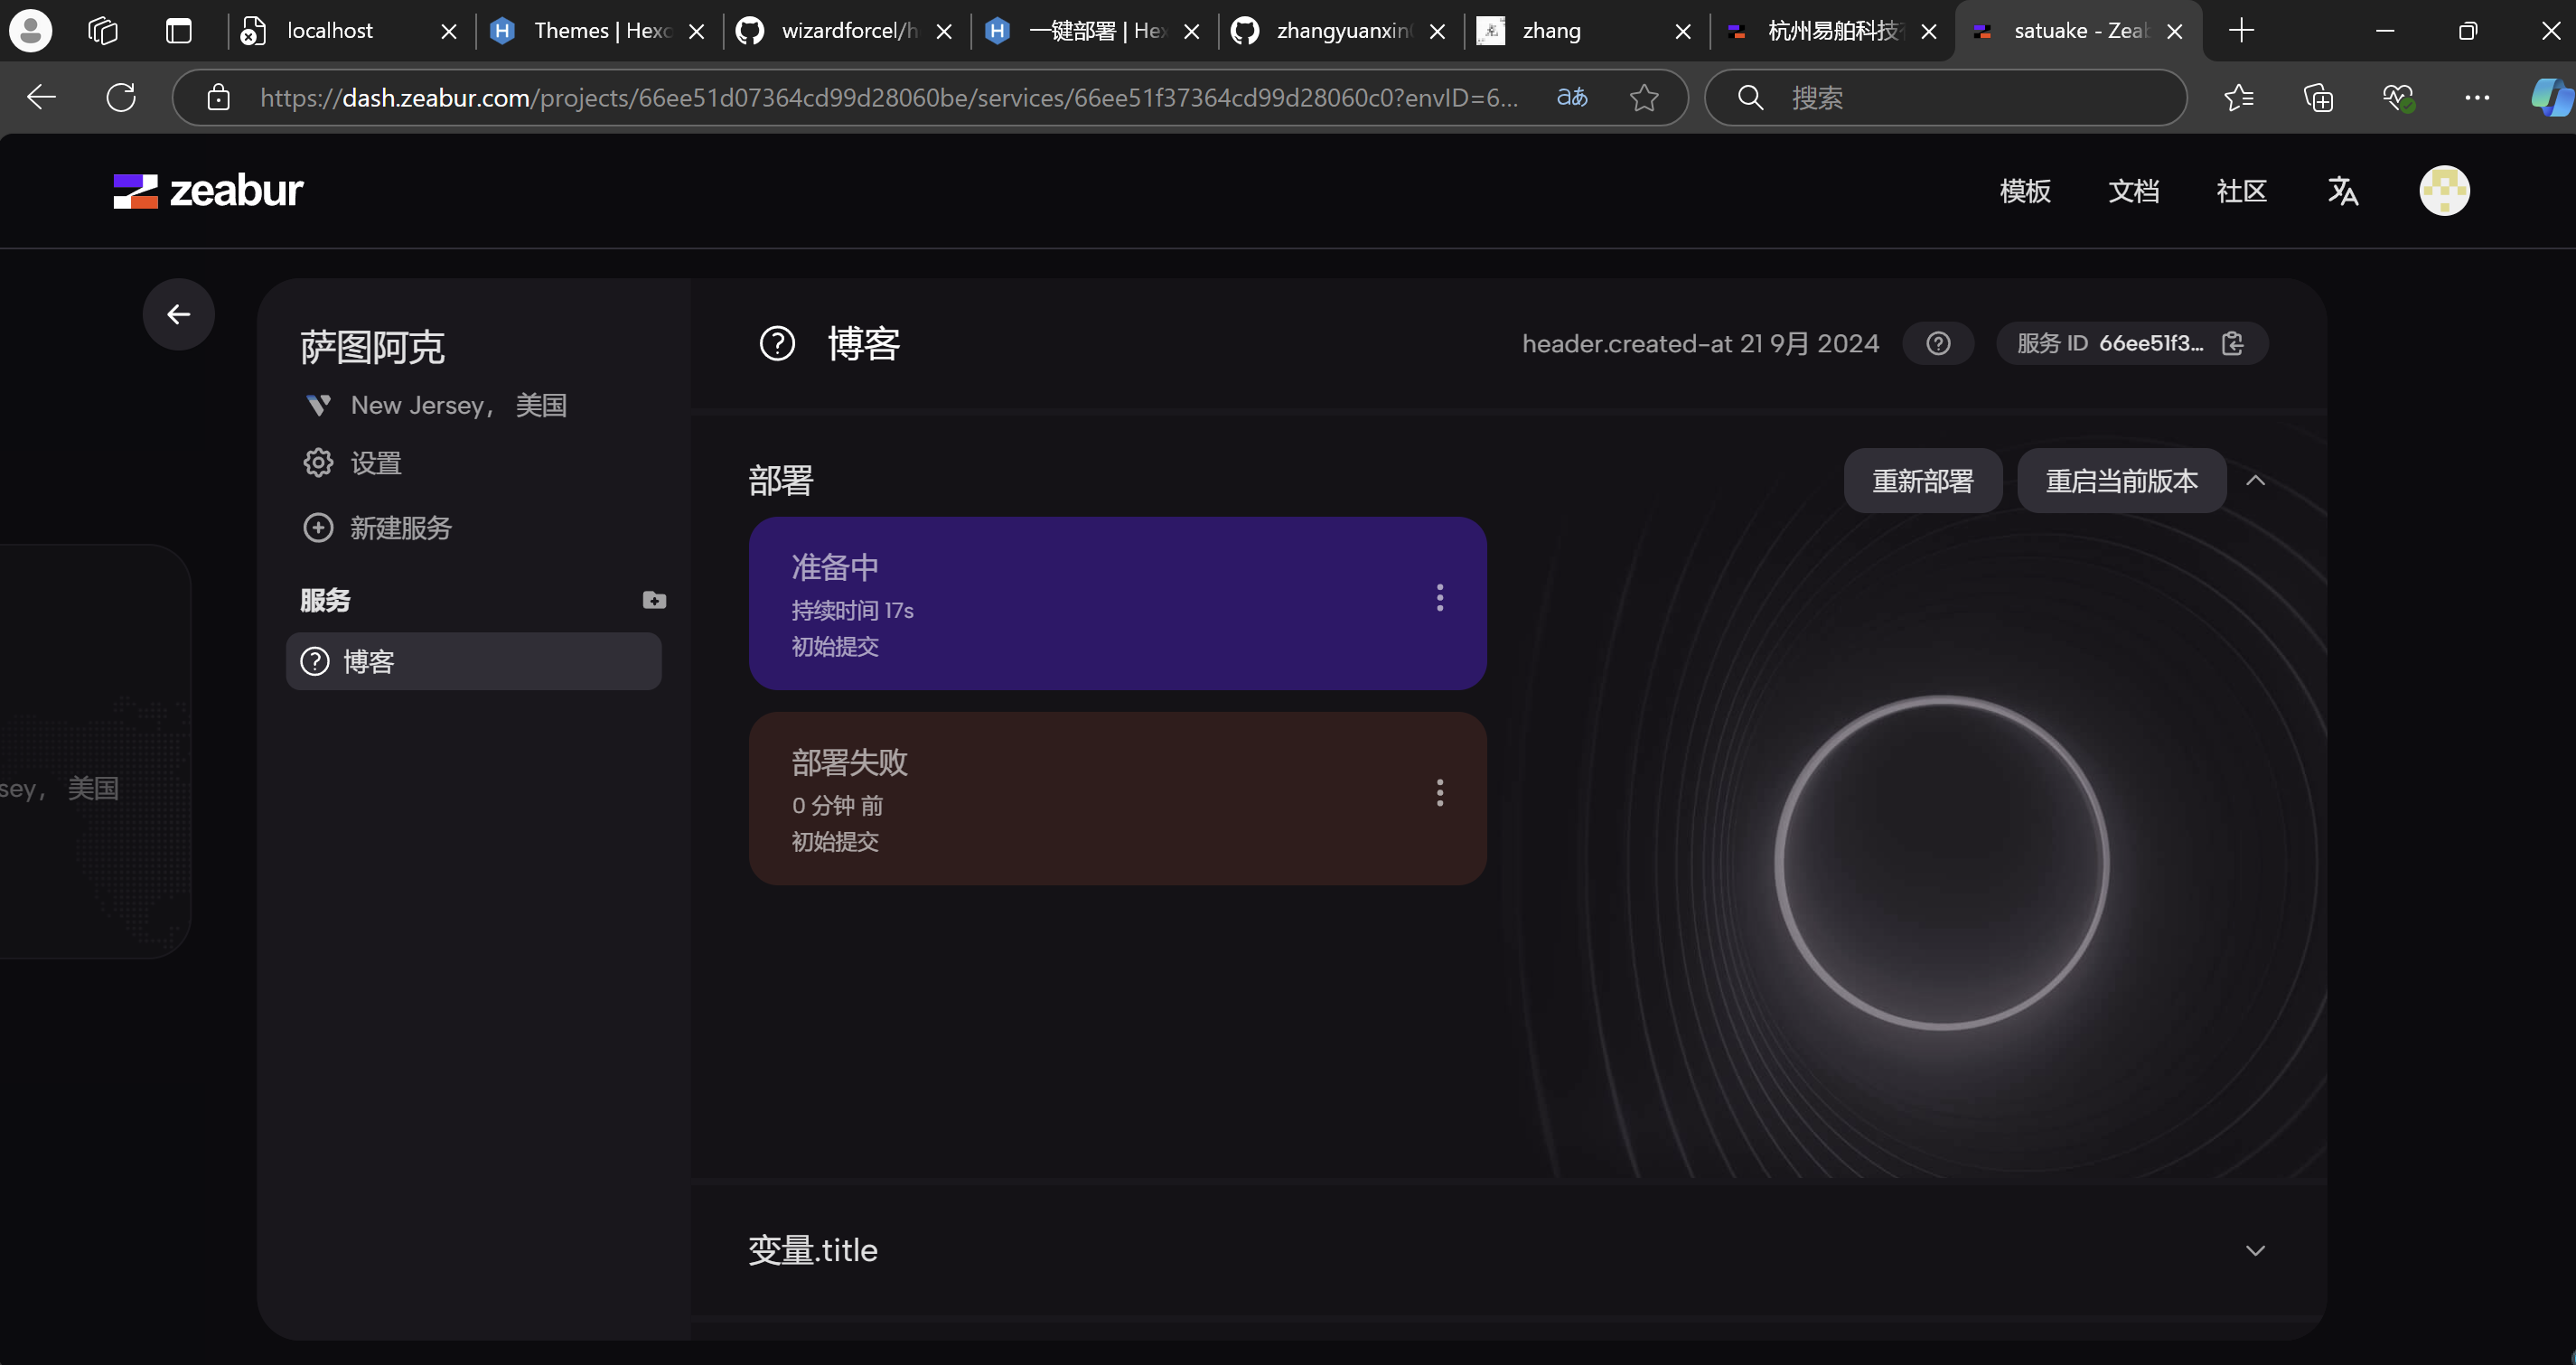 localhost
Themes | Hexo
wizardforcel/h
一键部署 | Hex
zhangyuanxin
zhang
杭州易舶科技
satuake - Zeab
https://dash.zeabur.com/projects/66ee51d07364cd99d28060be/services/66ee51f37364cd99d28060c0?envID=6...
aあ
搜索
zeabur
模板
文档
社区
萨图阿克
New Jersey， 美国
设置
新建服务
服务
博客
sey， 美国
博客
header.created-at 21 9月 2024
服务 ID 66ee51f3...
部署
重新部署
重启当前版本
准备中
持续时间 17s
初始提交
部署失败
0 分钟 前
初始提交
变量.title